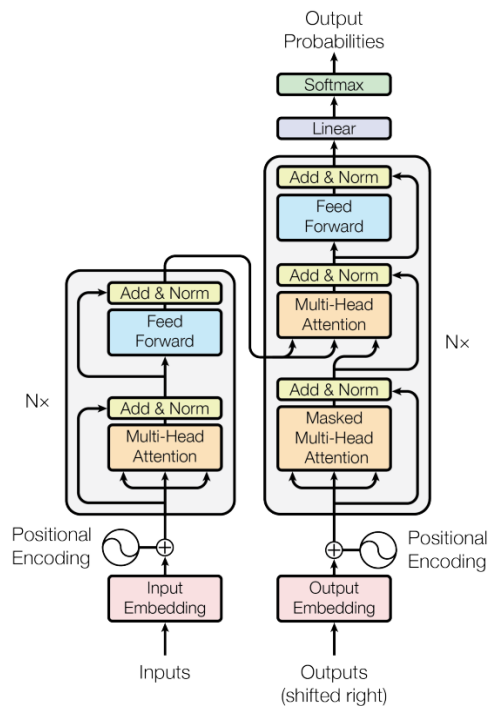 Output
Probabilities
Softmax
Linear
Add & Norm
Feed
Forward
Add & Norm
Multi-Head
Attention
Add & Norm
Masked
Multi-Head
Attention
N×
Add & Norm
Feed
Forward
Add & Norm
Multi-Head
Attention
N×
Positional
Encoding
Positional
Encoding
Input
Embedding
Output
Embedding
Inputs
Outputs
(shifted right)